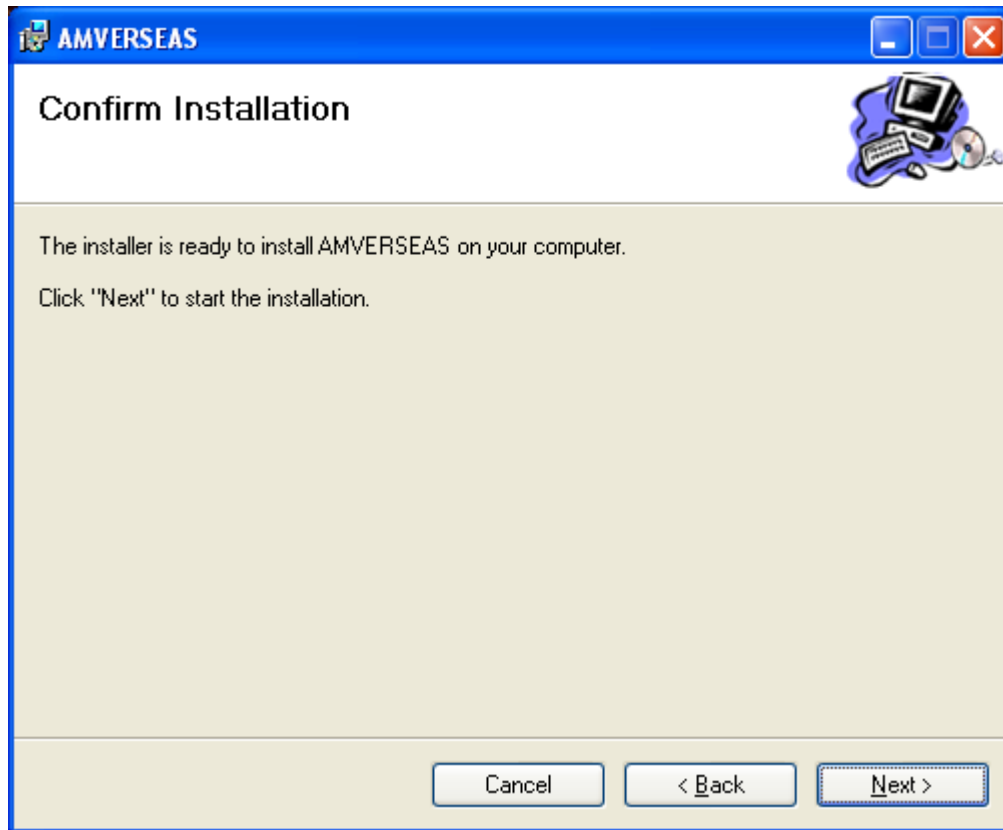 AMVERSEAS
Confirm Installation
The installer is ready to install AMVERSEAS on your computer.
Click "Next" to start the installation.
Cancel
< Back
Next >